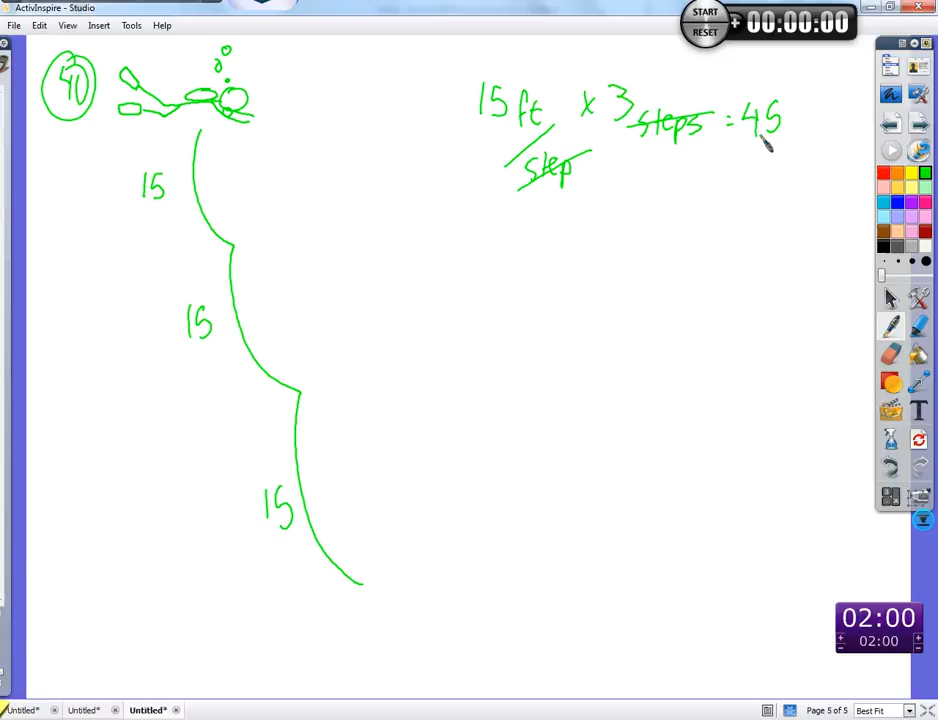 ActivInspire - Studio
File Edit View Insert Tools Help
START
RESET
+00:00:00
40
15 ft x 3 steps = 45
step
15
15
15
T
02:00
02:00
Untitled* Untitled* Untitled*
Page 5 of 5 Best Fit